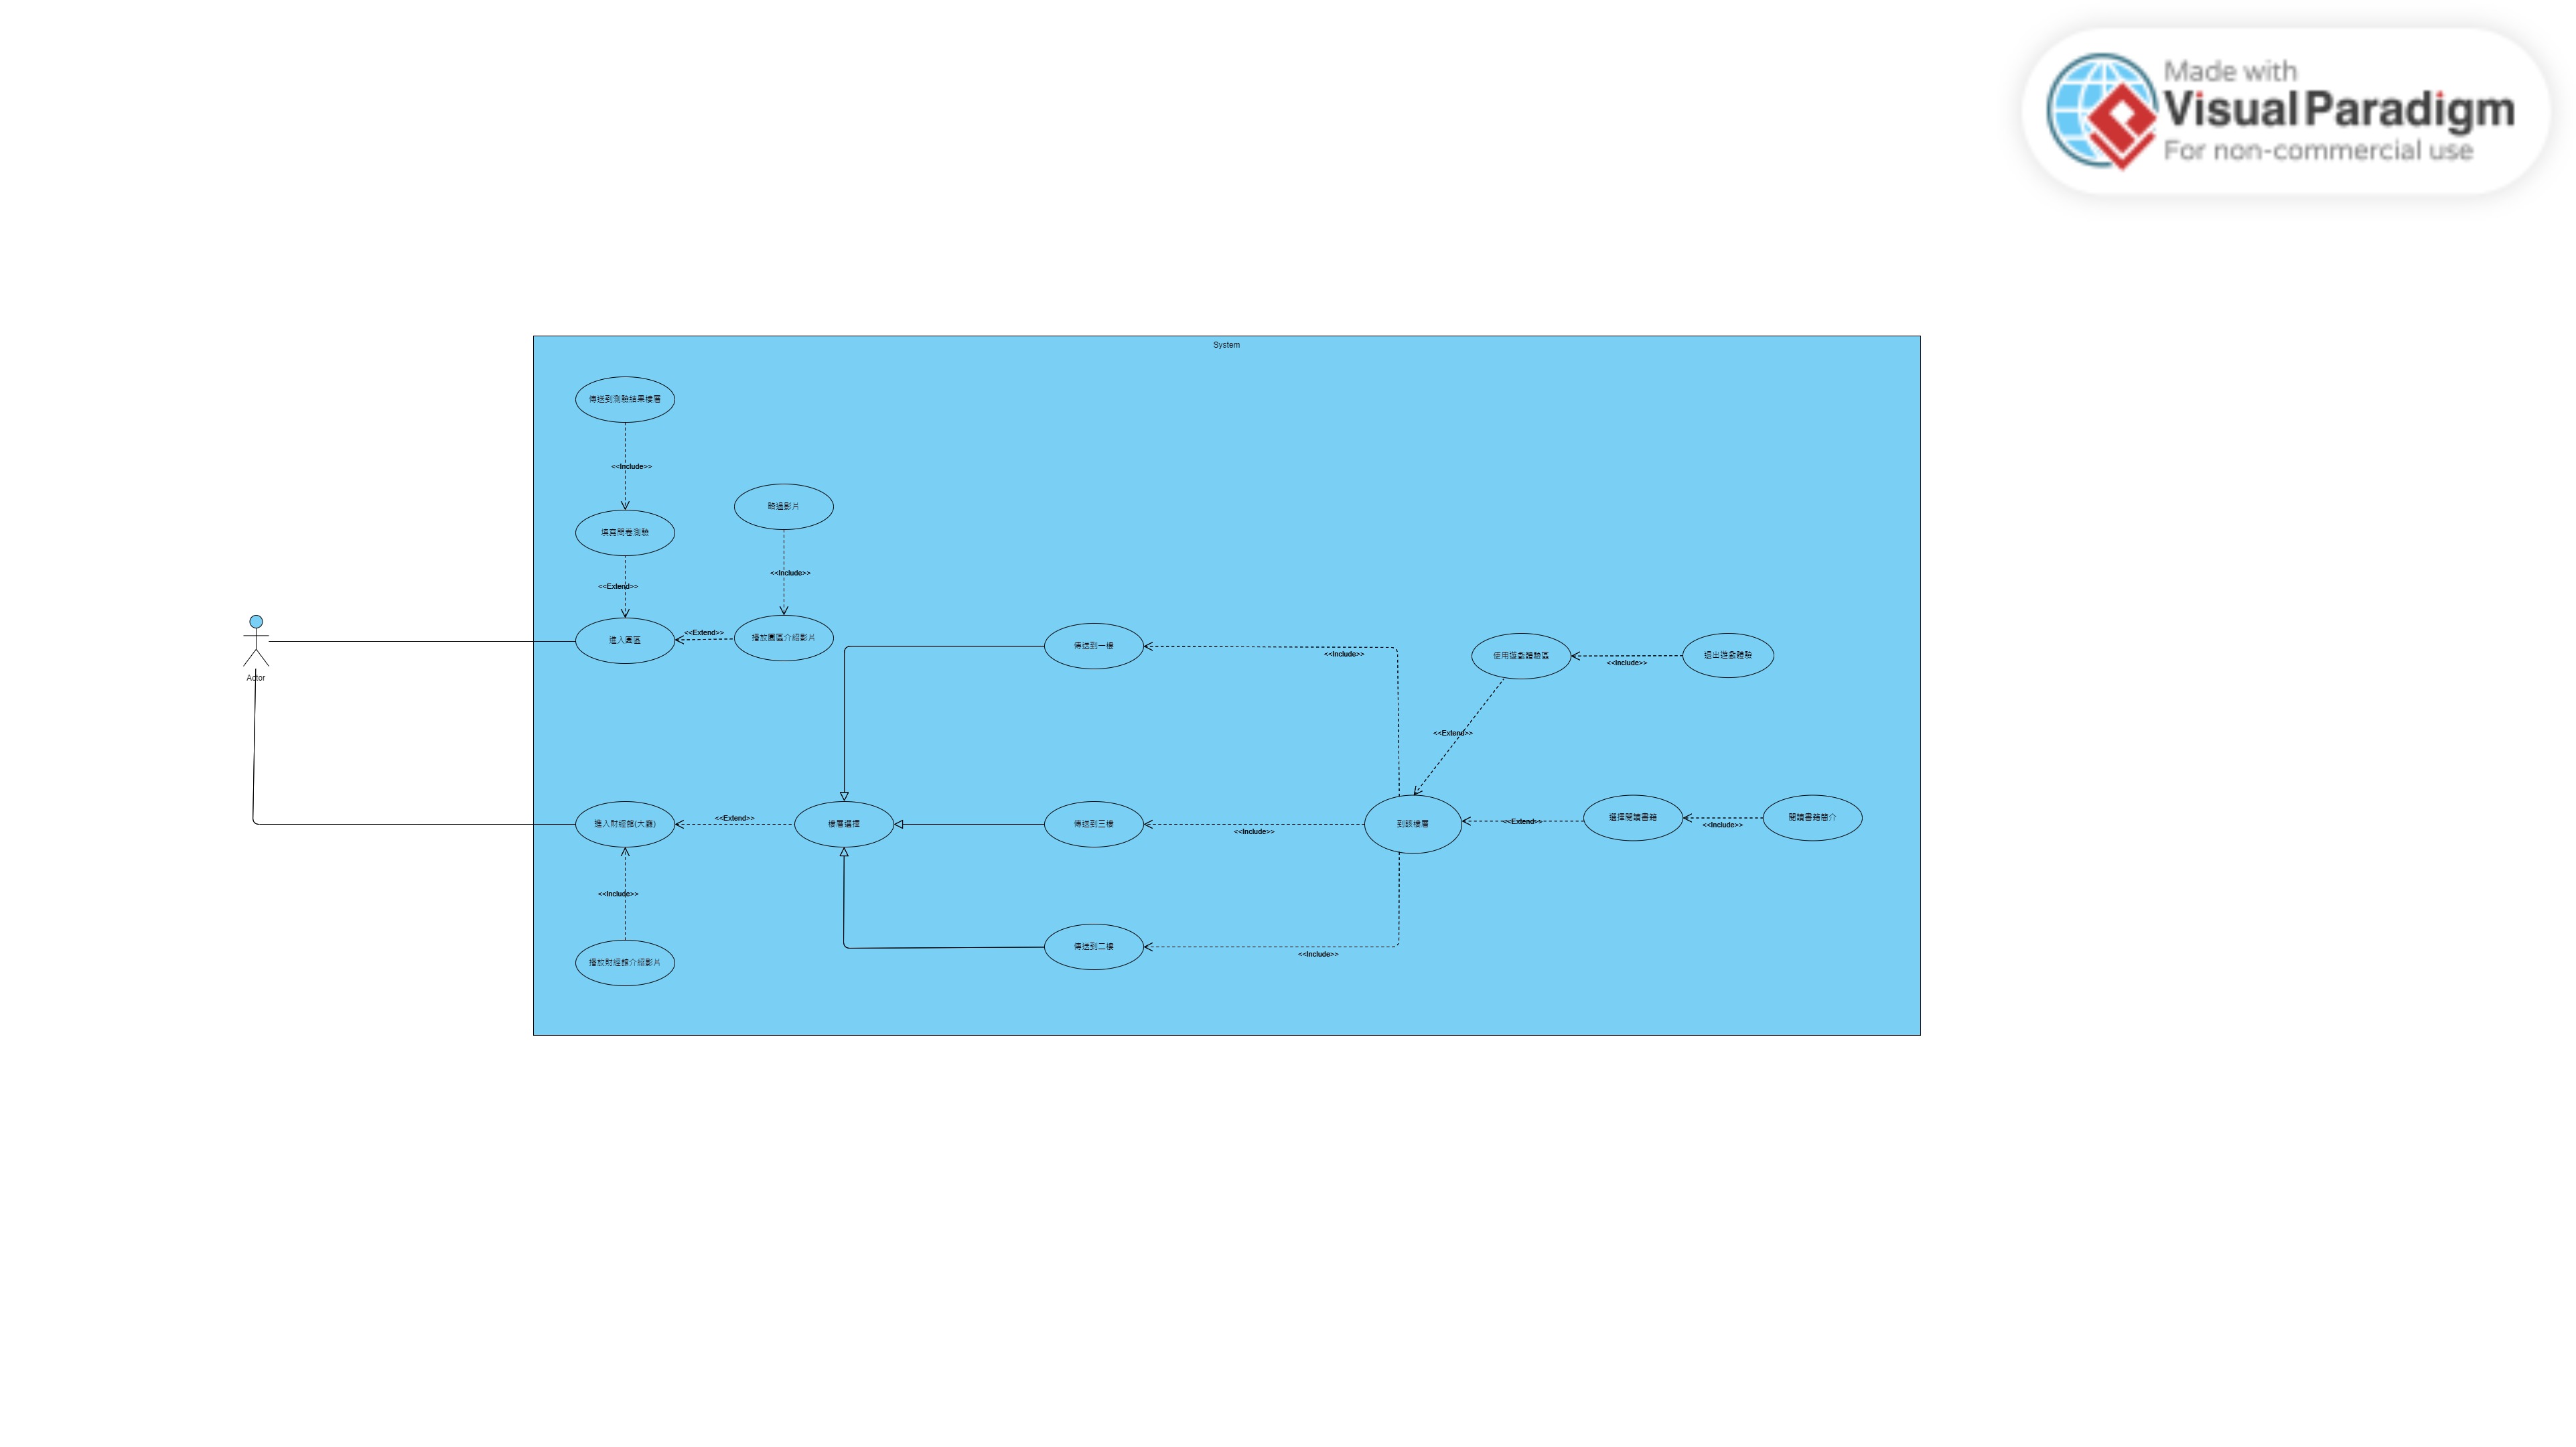 Made with
Visual Paradigm
For non-commercial use
System
傳送到測驗結果樓層
<<Include>>
略過影片
填寫問卷測驗
<<Include>>
<<Extend>>
進入園區
<<Extend>>
播放園區介紹影片
傳送到一樓
<<Include>>
使用遊戲體驗區
<<Include>>
退出遊戲體驗
Actor
<<Extend>>
進入財經館(大廳)
<<Extend>>
樓層選擇
傳送到三樓
<<Include>>
到該樓層
<<Extend>>
選擇閱讀書籍
<<Include>>
閱讀書籍簡介
<<Include>>
傳送到二樓
<<Include>>
播放財經館介紹影片